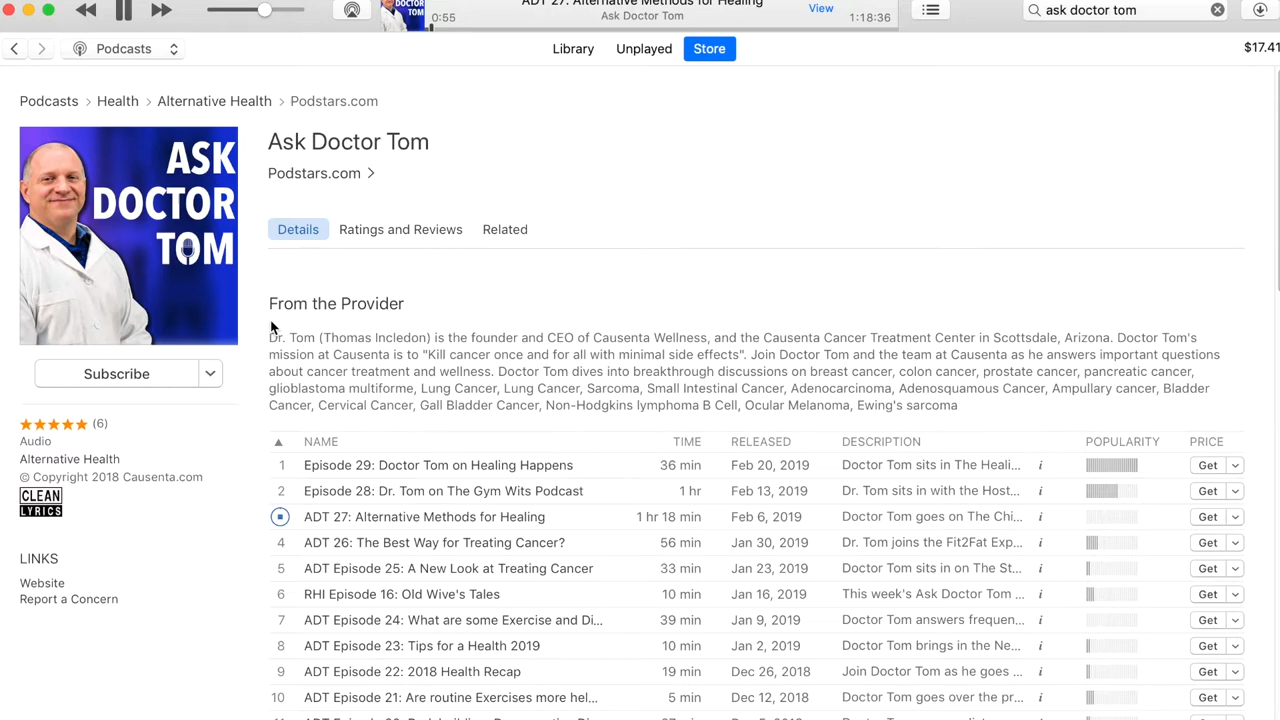 ADT 27: Alternative Methods for Healing
ask doctor tom
0:55
Ask Doctor Tom
View
1:18:36
Podcasts
Library
Unplayed
Store
$17.41
Podcasts > Health > Alternative Health > Podstars.com
ASK
DOCTOR
TOM
Ask Doctor Tom
Podstars.com >
Details
Ratings and Reviews
Related
From the Provider
Dr. Tom (Thomas Incledon) is the founder and CEO of Causenta Wellness, and the Causenta Cancer Treatment Center in Scottsdale, Arizona. Doctor Tom's
mission at Causenta is to "Kill cancer once and for all with minimal side effects". Join Doctor Tom and the team at Causenta as he answers important questions
about cancer treatment and wellness. Doctor Tom dives into breakthrough discussions on breast cancer, colon cancer, prostate cancer, pancreatic cancer,
glioblastoma multiforme, Lung Cancer, Lung Cancer, Sarcoma, Small Intestinal Cancer, Adenocarcinoma, Adenosquamous Cancer, Ampullary cancer, Bladder
Cancer, Cervical Cancer, Gall Bladder Cancer, Non-Hodgkins lymphoma B Cell, Ocular Melanoma, Ewing's sarcoma
Subscribe
(6)
Audio
Alternative Health
© Copyright 2018 Causenta.com
CLEAN
LYRICS
LINKS
Website
Report a Concern
NAME TIME RELEASED DESCRIPTION POPULARITY PRICE
1 Episode 29: Doctor Tom on Healing Happens 36 min Feb 20, 2019 Doctor Tom sits in The Heali... i Get
2 Episode 28: Dr. Tom on The Gym Wits Podcast 1 hr Feb 13, 2019 Dr. Tom sits in with the Host... i Get
ADT 27: Alternative Methods for Healing 1 hr 18 min Feb 6, 2019 Doctor Tom goes on The Chi... i Get
4 ADT 26: The Best Way for Treating Cancer? 56 min Jan 30, 2019 Dr. Tom joins the Fit2Fat Exp... i Get
5 ADT Episode 25: A New Look at Treating Cancer 33 min Jan 23, 2019 Doctor Tom sits in on The St... i Get
6 RHI Episode 16: Old Wive's Tales 10 min Jan 16, 2019 This week's Ask Doctor Tom ... i Get
7 ADT Episode 24: What are some Exercise and Di... 39 min Jan 9, 2019 Doctor Tom answers frequen... i Get
8 ADT Episode 23: Tips for a Health 2019 10 min Jan 2, 2019 Doctor Tom brings in the Ne... i Get
9 ADT Episode 22: 2018 Health Recap 19 min Dec 26, 2018 Join Doctor Tom as he goes ... i Get
10 ADT Episode 21: Are routine Exercises more hel... 5 min Dec 12, 2018 Doctor Tom goes over the pr... i Get